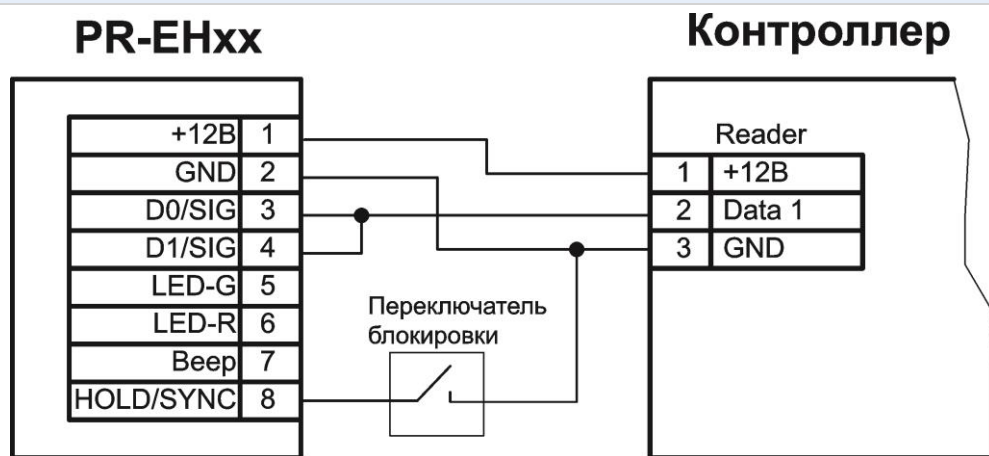 PR-EHxx
Контроллер
+12В 1
GND 2
D0/SIG 3
D1/SIG 4
LED-G 5
LED-R 6
Beep 7
HOLD/SYNC 8
Reader
1 +12В
2 Data 1
3 GND
Переключатель
блокировки